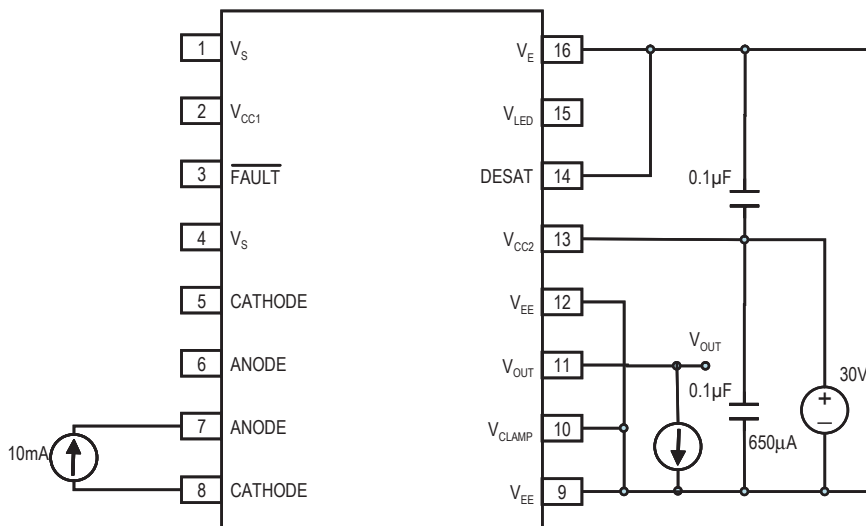 1 V_S
2 V_CC1
3 FAULT
4 V_S
5 CATHODE
6 ANODE
7 ANODE
8 CATHODE
10mA
V_E 16
V_LED 15
DESAT 14
V_CC2 13
V_EE 12
V_OUT 11
V_CLAMP 10
V_EE 9
0.1µF
V_OUT
0.1µF
30V
+
–
650µA